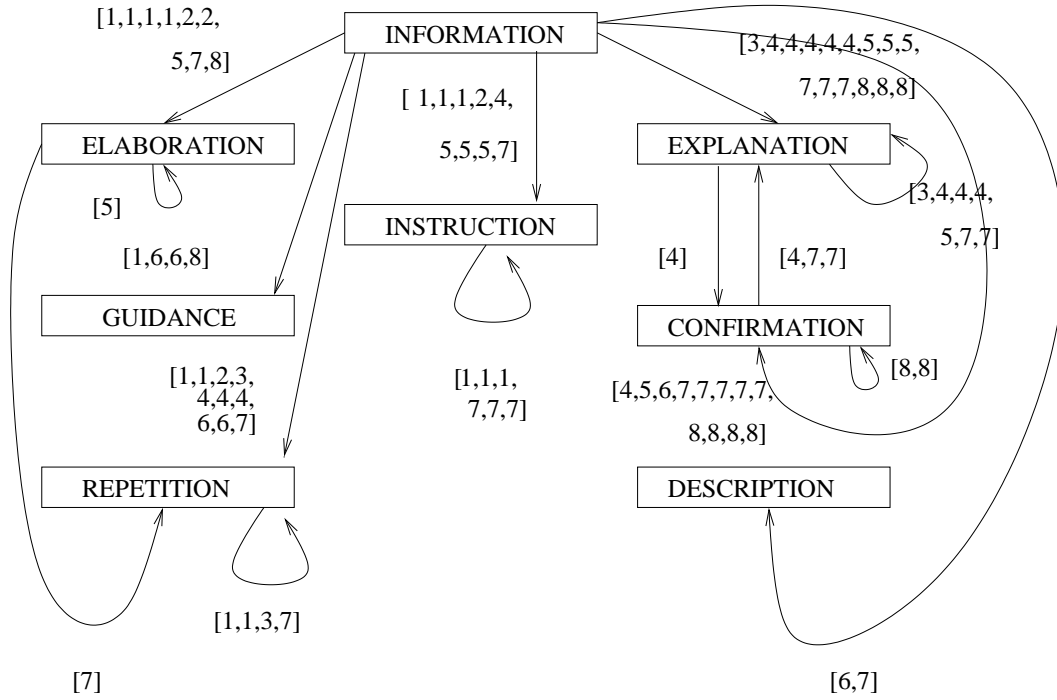 [1,1,1,1,2,2,
5,7,8]
INFORMATION
[3,4,4,4,4,4,5,5,5,
7,7,7,8,8,8]
[ 1,1,1,2,4,
5,5,5,7]
ELABORATION
EXPLANATION
[5]
[3,4,4,4,
5,7,7]
INSTRUCTION
[1,6,6,8]
[4]
[4,7,7]
GUIDANCE
CONFIRMATION
[8,8]
[1,1,2,3,
4,4,4,
6,6,7]
[1,1,1,
7,7,7]
[4,5,6,7,7,7,7,7,
8,8,8,8]
REPETITION
DESCRIPTION
[1,1,3,7]
[7]
[6,7]